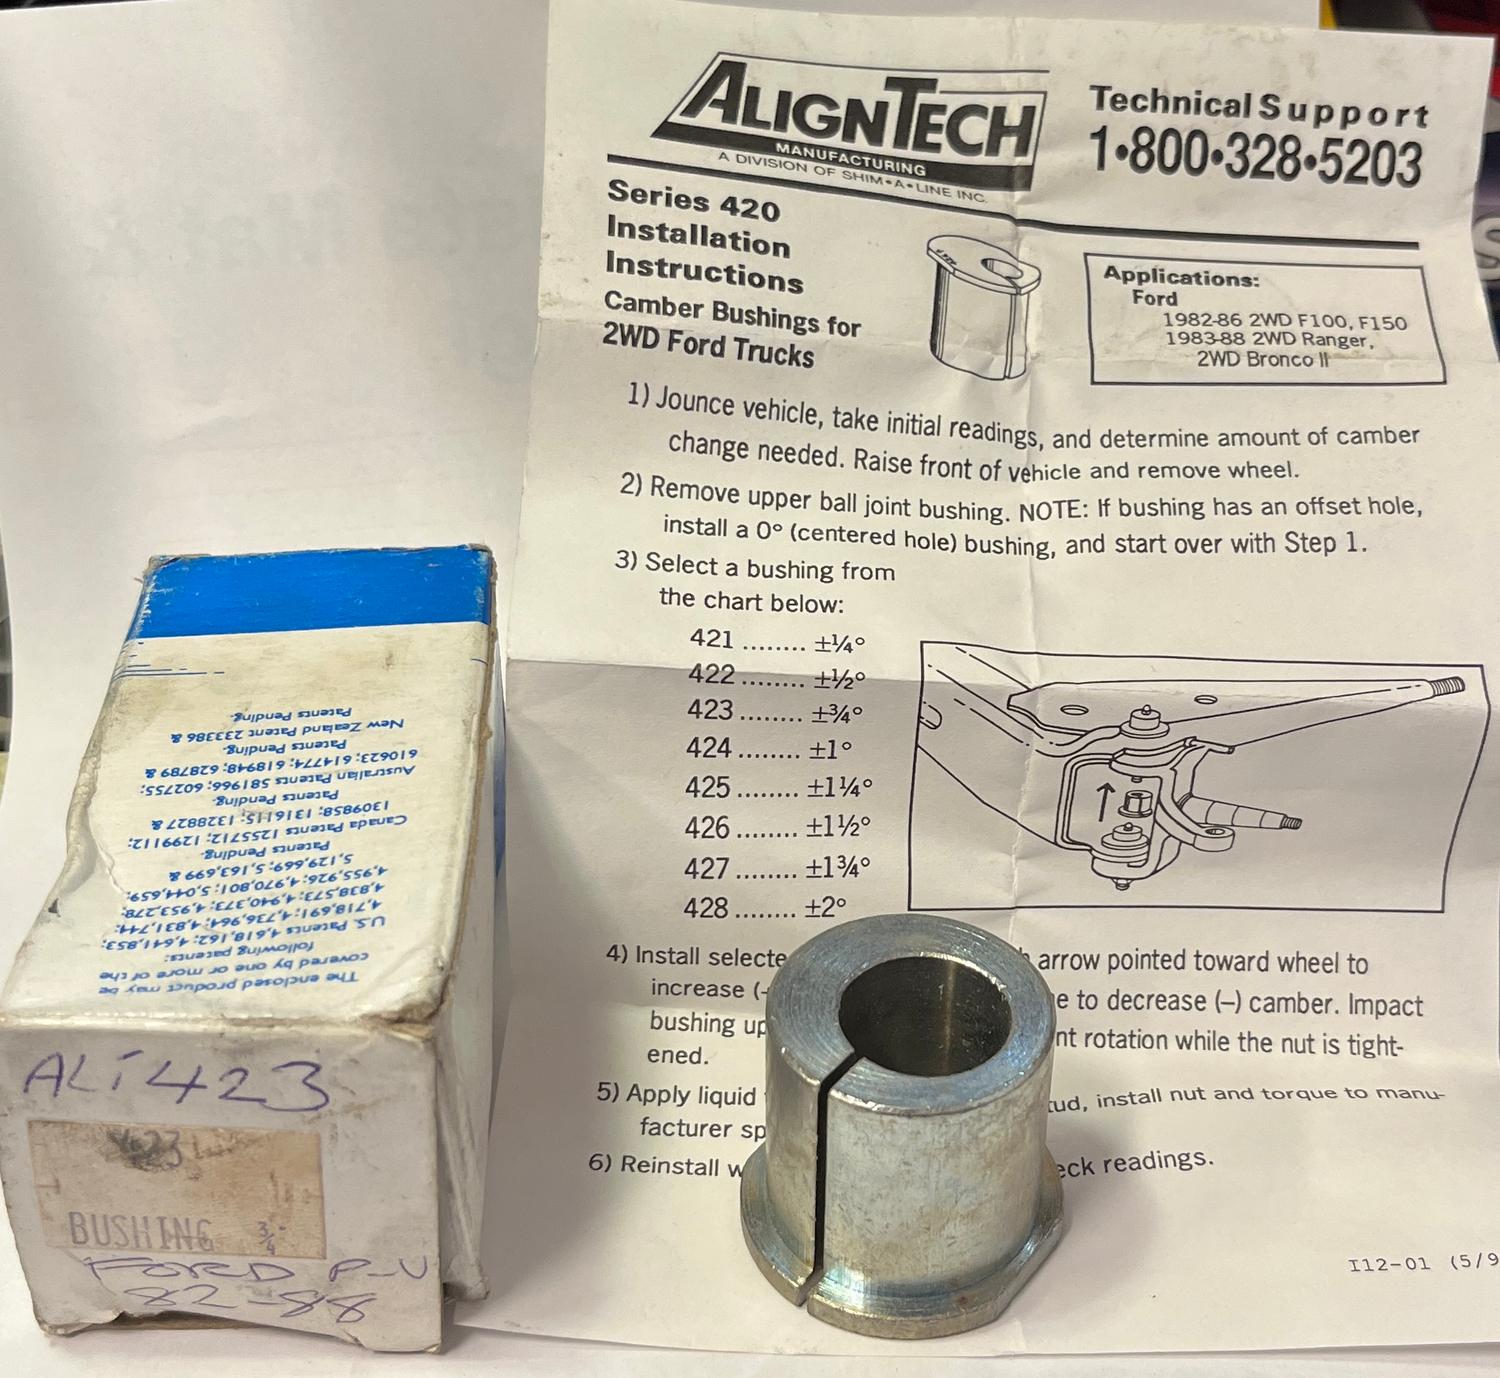 ALIGNTECH
MANUFACTURING
A DIVISION OF SHIM•A•LINE INC.
Technical Support
1•800•328•5203
Series 420
Installation
Instructions
Camber Bushings for
2WD Ford Trucks
Applications:
Ford
1982-86 2WD F100, F150
1983-88 2WD Ranger,
2WD Bronco II
1) Jounce vehicle, take initial readings, and determine amount of camber
change needed. Raise front of vehicle and remove wheel.
2) Remove upper ball joint bushing. NOTE: If bushing has an offset hole,
install a 0° (centered hole) bushing, and start over with Step 1.
3) Select a bushing from
the chart below:
421 ........ ±1/4°
422 ........ ±1/2°
423 ........ ±3/4°
424 ........ ±1°
425 ........ ±1 1/4°
426 ........ ±1 1/2°
427 ........ ±1 3/4°
428 ........ ±2°
4) Install selecte arrow pointed toward wheel to
increase (- e to decrease (–) camber. Impact
bushing up nt rotation while the nut is tight-
ened.
5) Apply liquid tud, install nut and torque to manu-
facturer sp
6) Reinstall w eck readings.
I12-01 (5/9
The enclosed product may be
covered by one or more of the
following patents:
U.S. Patents 4,618,162; 4,641,853;
4,718,691; 4,736,964; 4,831,744;
4,838,573; 4,940,373; 4,953,278;
4,955,926; 4,970,801; 5,044,659;
5,129,669; 5,163,699 &
Patents Pending.
Canada Patents 1255712; 1299112;
1309858; 1316115; 1328827 &
Patents Pending.
Australian Patents 581966; 602755;
610623; 614774; 618948; 628789 &
Patents Pending.
New Zealand Patent 233386 &
Patents Pending.
ALT 423
423
BUSHING 3/4°
FORD P-U
82-88